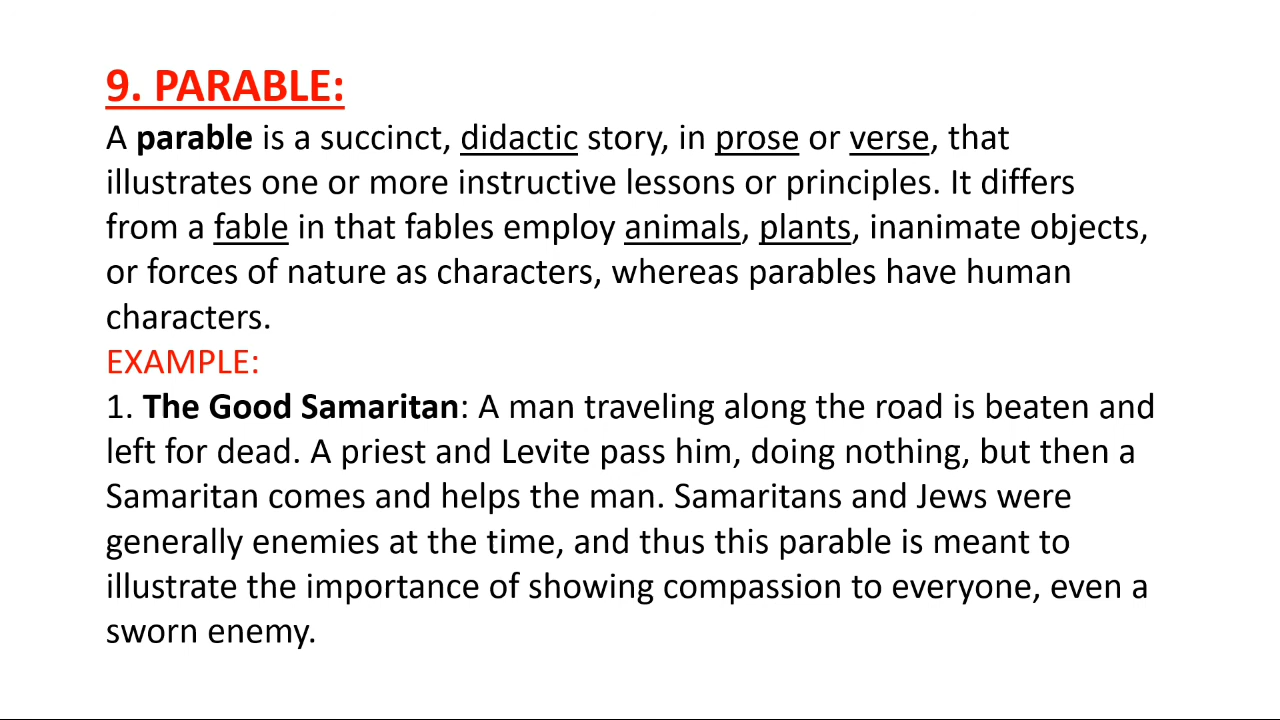 9. PARABLE:
A parable is a succinct, didactic story, in prose or verse, that
illustrates one or more instructive lessons or principles. It differs
from a fable in that fables employ animals, plants, inanimate objects,
or forces of nature as characters, whereas parables have human
characters.
EXAMPLE:
1. The Good Samaritan: A man traveling along the road is beaten and
left for dead. A priest and Levite pass him, doing nothing, but then a
Samaritan comes and helps the man. Samaritans and Jews were
generally enemies at the time, and thus this parable is meant to
illustrate the importance of showing compassion to everyone, even a
sworn enemy.